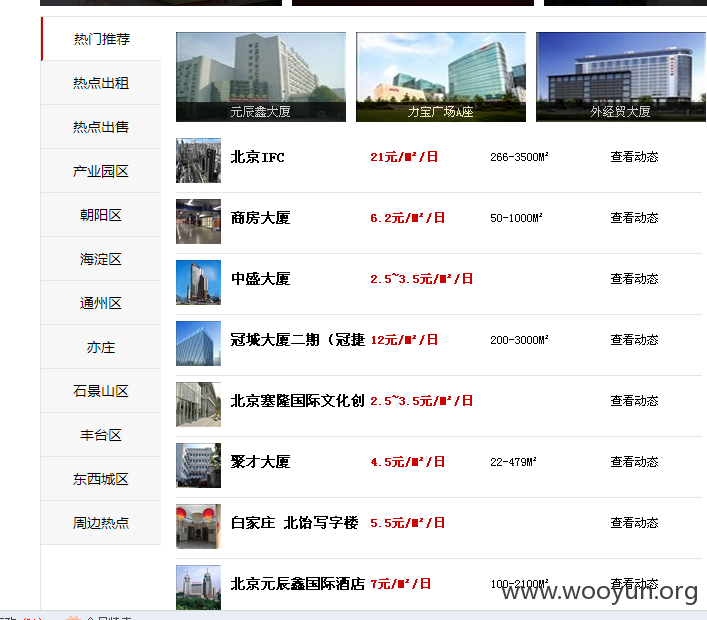 热门推荐
热点出租
热点出售
产业园区
朝阳区
海淀区
通州区
亦庄
石景山区
丰台区
东西城区
周边热点
元辰鑫大厦
力宝广场A座
外经贸大厦
北京IFC 21元/M²/日 266-3500M² 查看动态
商房大厦 6.2元/M²/日 50-1000M² 查看动态
中盛大厦 2.5~3.5元/M²/日 查看动态
冠城大厦二期（冠捷 12元/M²/日 200-3000M² 查看动态
北京塞隆国际文化创 2.5~3.5元/M²/日 查看动态
聚才大厦 4.5元/M²/日 22-479M² 查看动态
白家庄 北饴写字楼 5.5元/M²/日 查看动态
北京元辰鑫国际酒店 7元/M²/日 100-2100M² 查看动态
www.wooyun.org